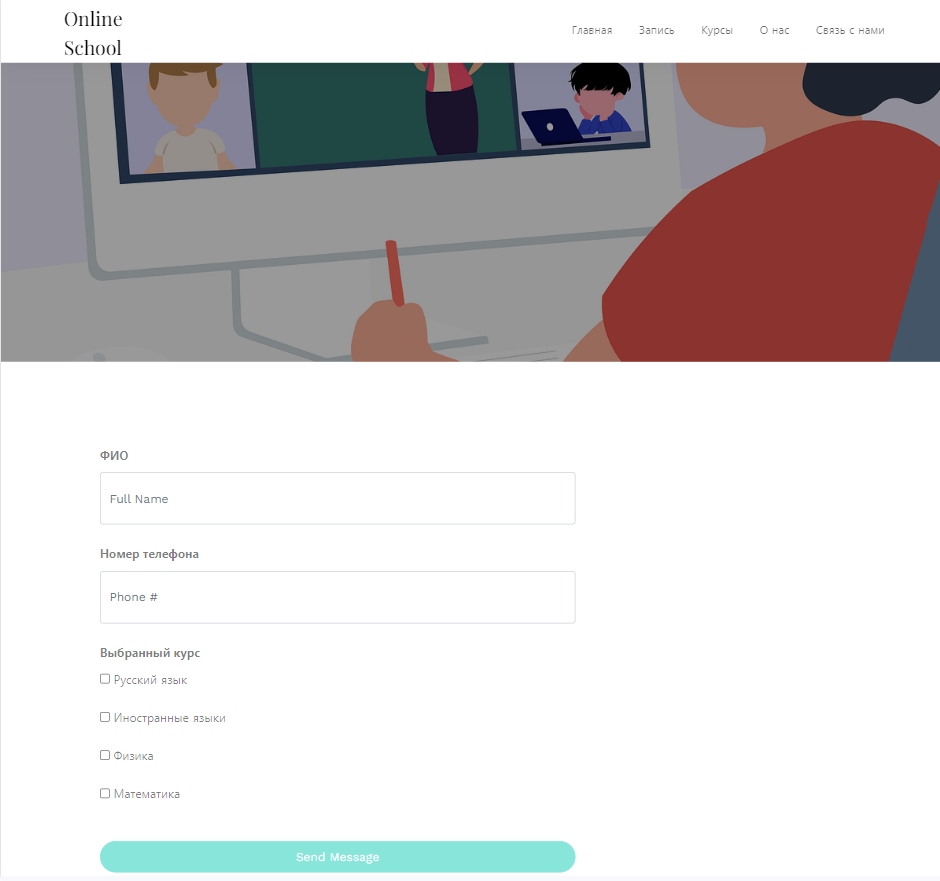 Online
School
Главная Запись Курсы О нас Связь с нами
ФИО
Full Name
Номер телефона
Phone #
Выбранный курс
Русский язык
Иностранные языки
Физика
Математика
Send Message